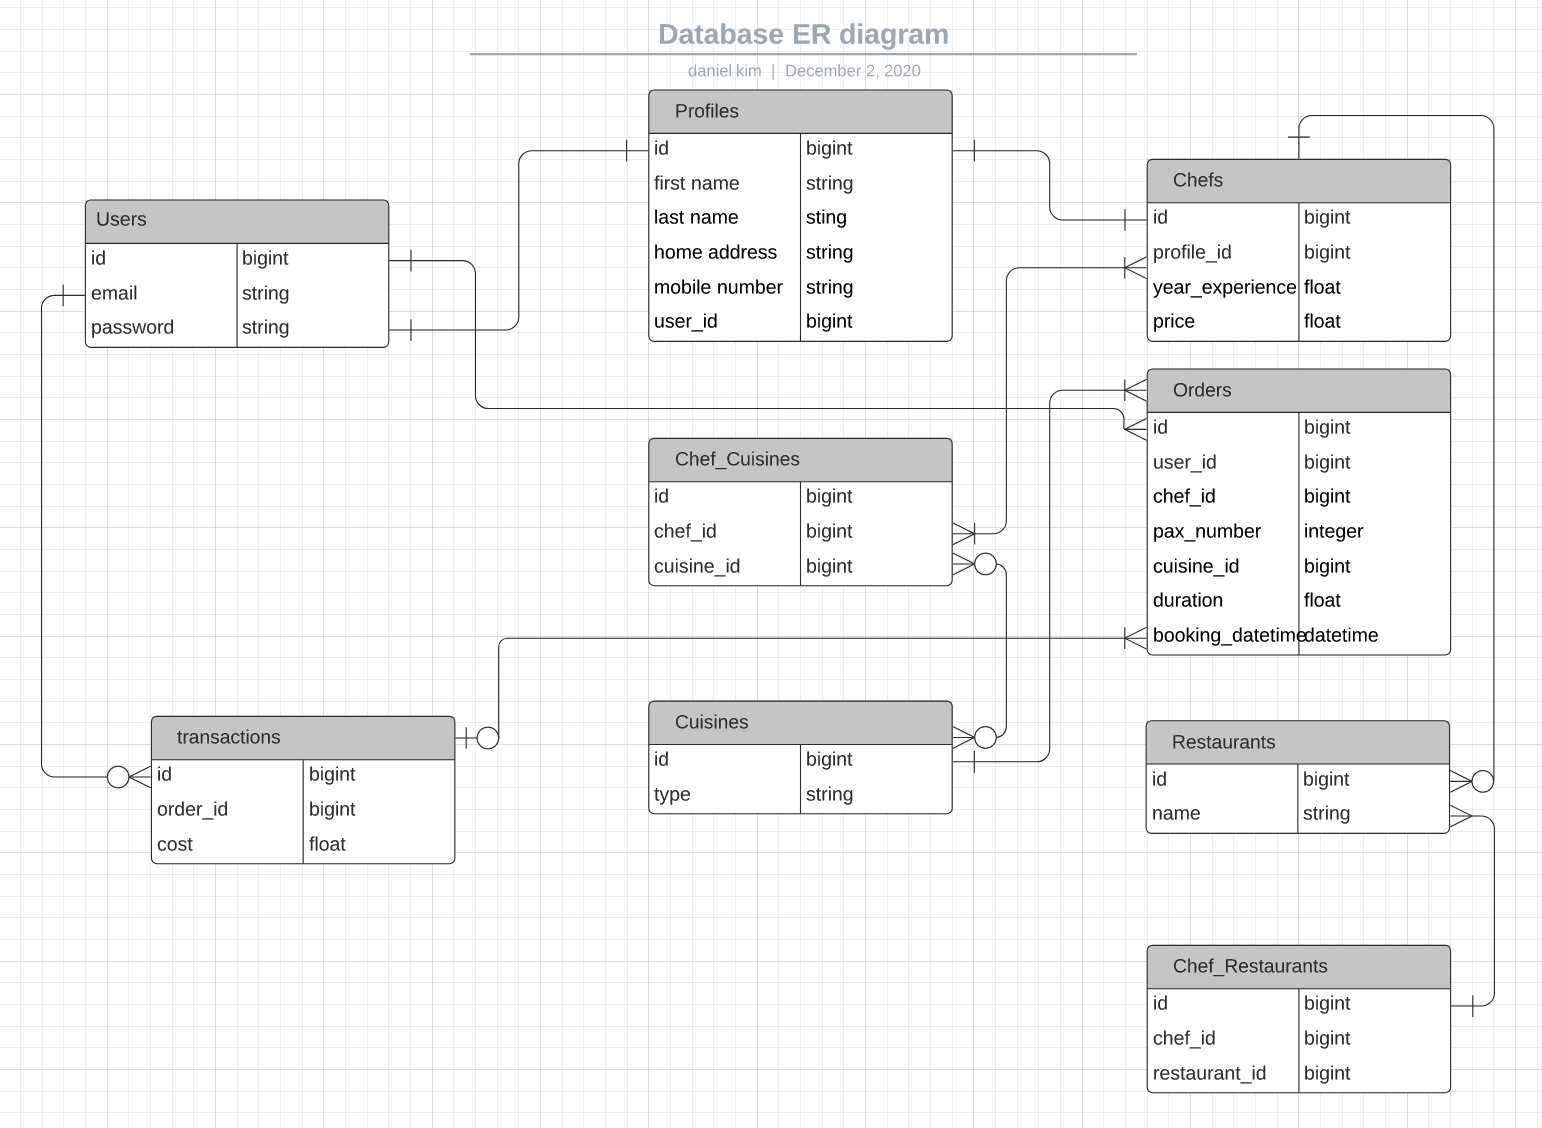 Database ER diagram
daniel kim | December 2, 2020
Profiles
id bigint
first name string
last name sting
home address string
mobile number string
user_id bigint
Chefs
id bigint
profile_id bigint
year_experience float
price float
Users
id bigint
email string
password string
Orders
id bigint
user_id bigint
chef_id bigint
pax_number integer
cuisine_id bigint
duration float
booking_datetime datetime
Chef_Cuisines
id bigint
chef_id bigint
cuisine_id bigint
transactions
id bigint
order_id bigint
cost float
Cuisines
id bigint
type string
Restaurants
id bigint
name string
Chef_Restaurants
id bigint
chef_id bigint
restaurant_id bigint